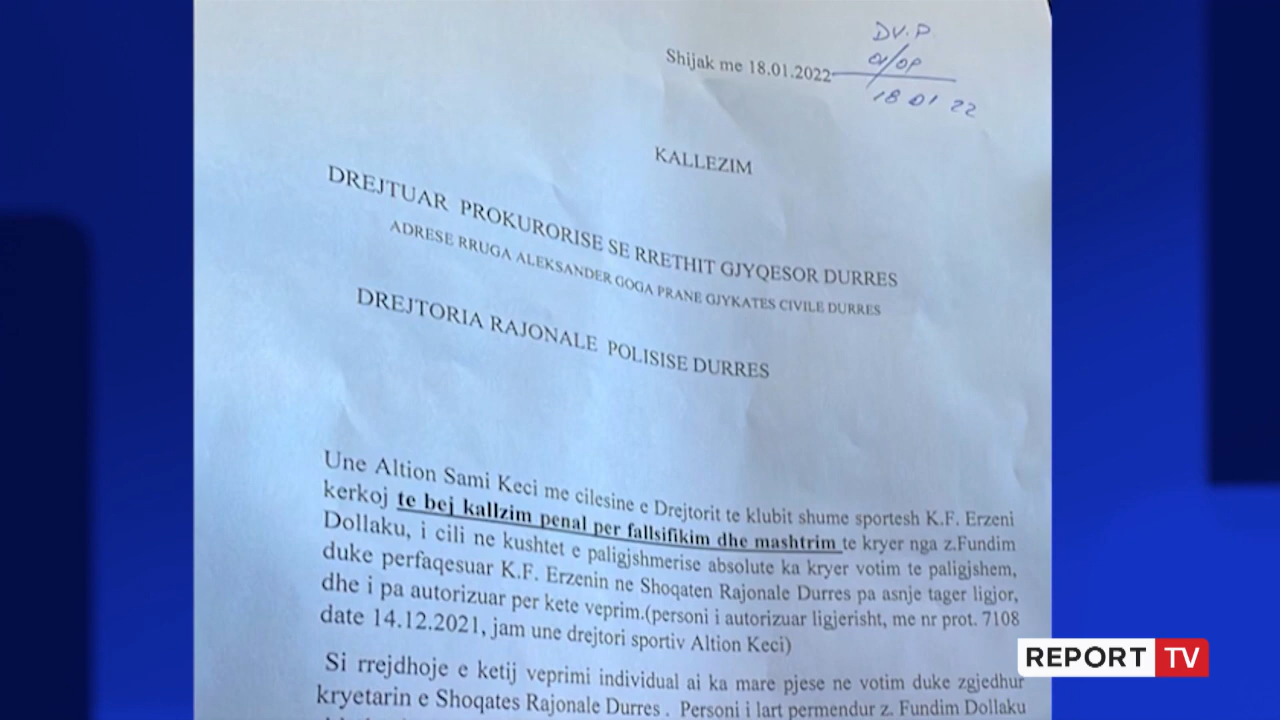 DV.P
Shijak me 18.01.2022
18 01 22
KALLEZIM
DREJTUAR PROKURORISE SE RRETHIT GJYQESOR DURRES
ADRESE RRUGA ALEKSANDER GOGA PRANE GJYKATES CIVILE DURRES
DREJTORIA RAJONALE POLISISE DURRES
Une Altion Sami Keci me cilesine e Drejtorit te klubit shume sportesh K.F. Erzeni
kerkoj te bej kallzim penal per fallsifikim dhe mashtrim te kryer nga z.Fundim
Dollaku, i cili ne kushtet e paligjshmerise absolute ka kryer votim te paligjshem,
duke perfaqesuar K.F. Erzenin ne Shoqaten Rajonale Durres pa asnje tager ligjor,
dhe i pa autorizuar per kete veprim.(personi i autorizuar ligjerisht, me nr prot. 7108
date 14.12.2021, jam une drejtori sportiv Altion Keci)
Si rrejdhoje e ketij veprimi individual ai ka mare pjese ne votim duke zgjedhur
kryetarin e Shoqates Rajonale Durres . Personi i lart permendur z. Fundim Dollaku
REPORT TV